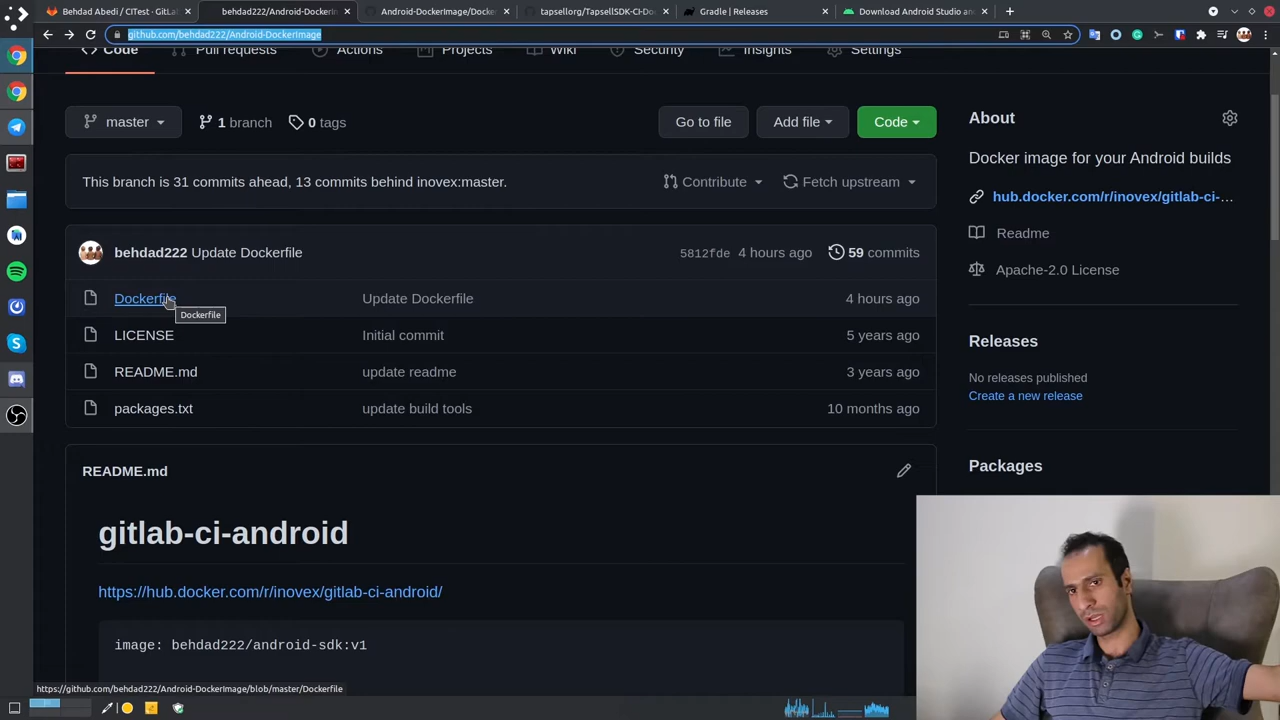 Behdad Abedi / CITest · GitLa
behdad222/Android-DockerIm
Android-DockerImage/Docke
tapsellorg/TapsellSDK-CI-Do
Gradle | Releases
Download Android Studio an
github.com/behdad222/Android-DockerImage
Code
Pull requests
Actions
Projects
Wiki
Security
Insights
Settings
master
1 branch
0 tags
Go to file
Add file
Code
This branch is 31 commits ahead, 13 commits behind inovex:master.
Contribute
Fetch upstream
behdad222 Update Dockerfile
5812fde 4 hours ago
59 commits
Dockerfile
Update Dockerfile
4 hours ago
Dockerfile
LICENSE
Initial commit
5 years ago
README.md
update readme
3 years ago
packages.txt
update build tools
10 months ago
About
Docker image for your Android builds
hub.docker.com/r/inovex/gitlab-ci-...
Readme
Apache-2.0 License
Releases
No releases published
Create a new release
Packages
README.md
gitlab-ci-android
https://hub.docker.com/r/inovex/gitlab-ci-android/
image: behdad222/android-sdk:v1
https://github.com/behdad222/Android-DockerImage/blob/master/Dockerfile